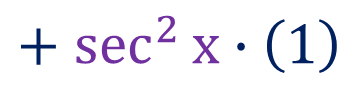 + sec² x · (1)